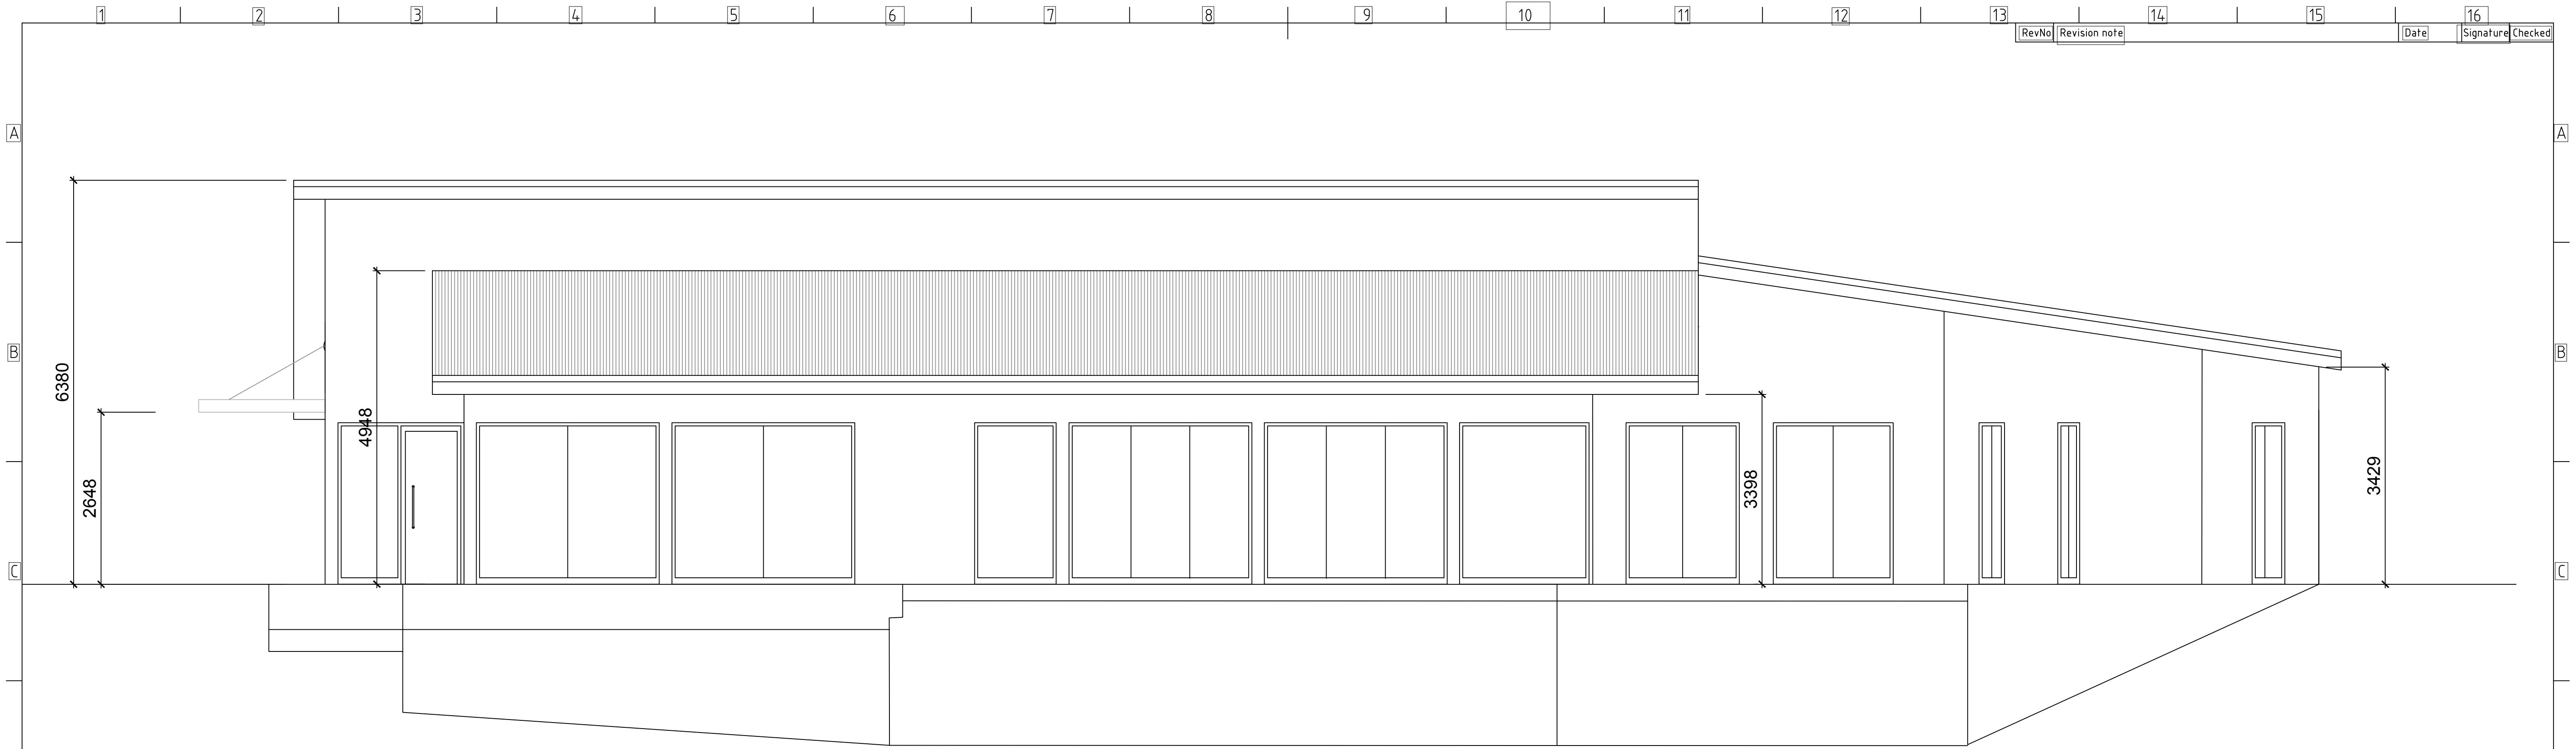 1 2 3 4 5 6 7 8 9 10 11 12 13 14 15 16
RevNo Revision note Date Signature Checked
A A
B B
6380
4948
2648
3398
3429
C C